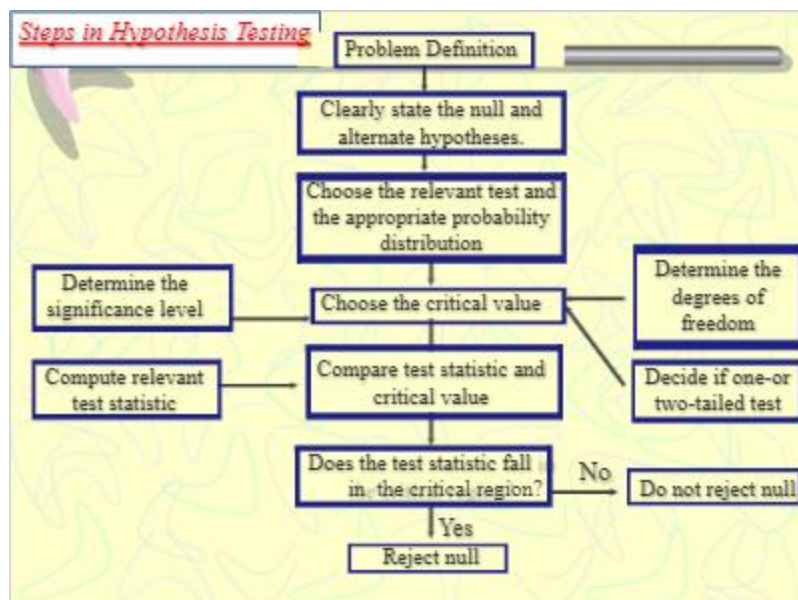 Steps in Hypothesis Testing
Problem Definition
Clearly state the null and
alternate hypotheses.
Choose the relevant test and
the appropriate probability
distribution
Determine the
significance level
Choose the critical value
Determine the
degrees of
freedom
Compute relevant
test statistic
Compare test statistic and
critical value
Decide if one-or
two-tailed test
Does the test statistic fall
in the critical region?
No
Do not reject null
Yes
Reject null